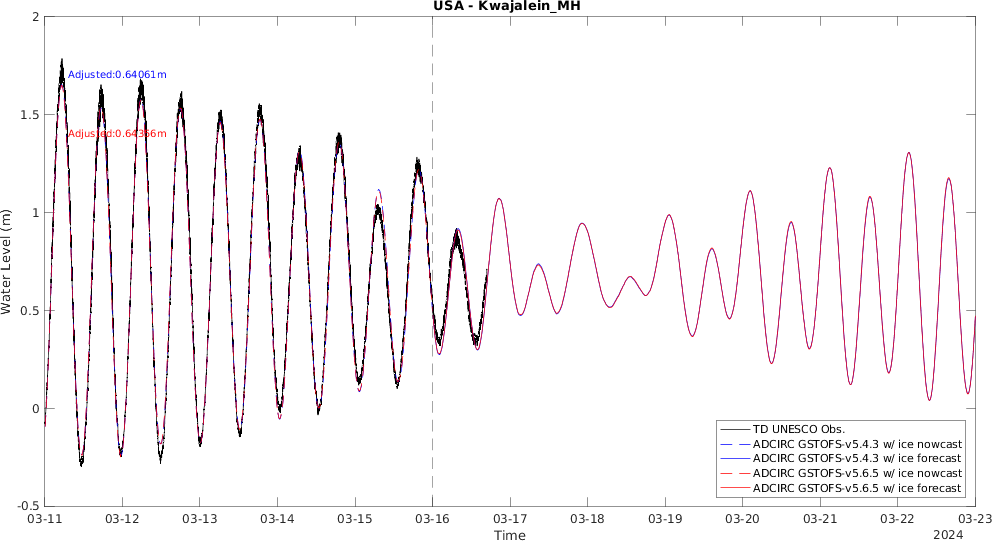 USA - Kwajalein_MH
2
1.5
1
0.5
0
-0.5
Water Level (m)
Adjusted:0.64061m
Adjusted:0.64366m
TD UNESCO Obs.
ADCIRC GSTOFS-v5.4.3 w/ ice nowcast
ADCIRC GSTOFS-v5.4.3 w/ ice forecast
ADCIRC GSTOFS-v5.6.5 w/ ice nowcast
ADCIRC GSTOFS-v5.6.5 w/ ice forecast
03-11 03-12 03-13 03-14 03-15 03-16 03-17 03-18 03-19 03-20 03-21 03-22 03-23
Time
2024